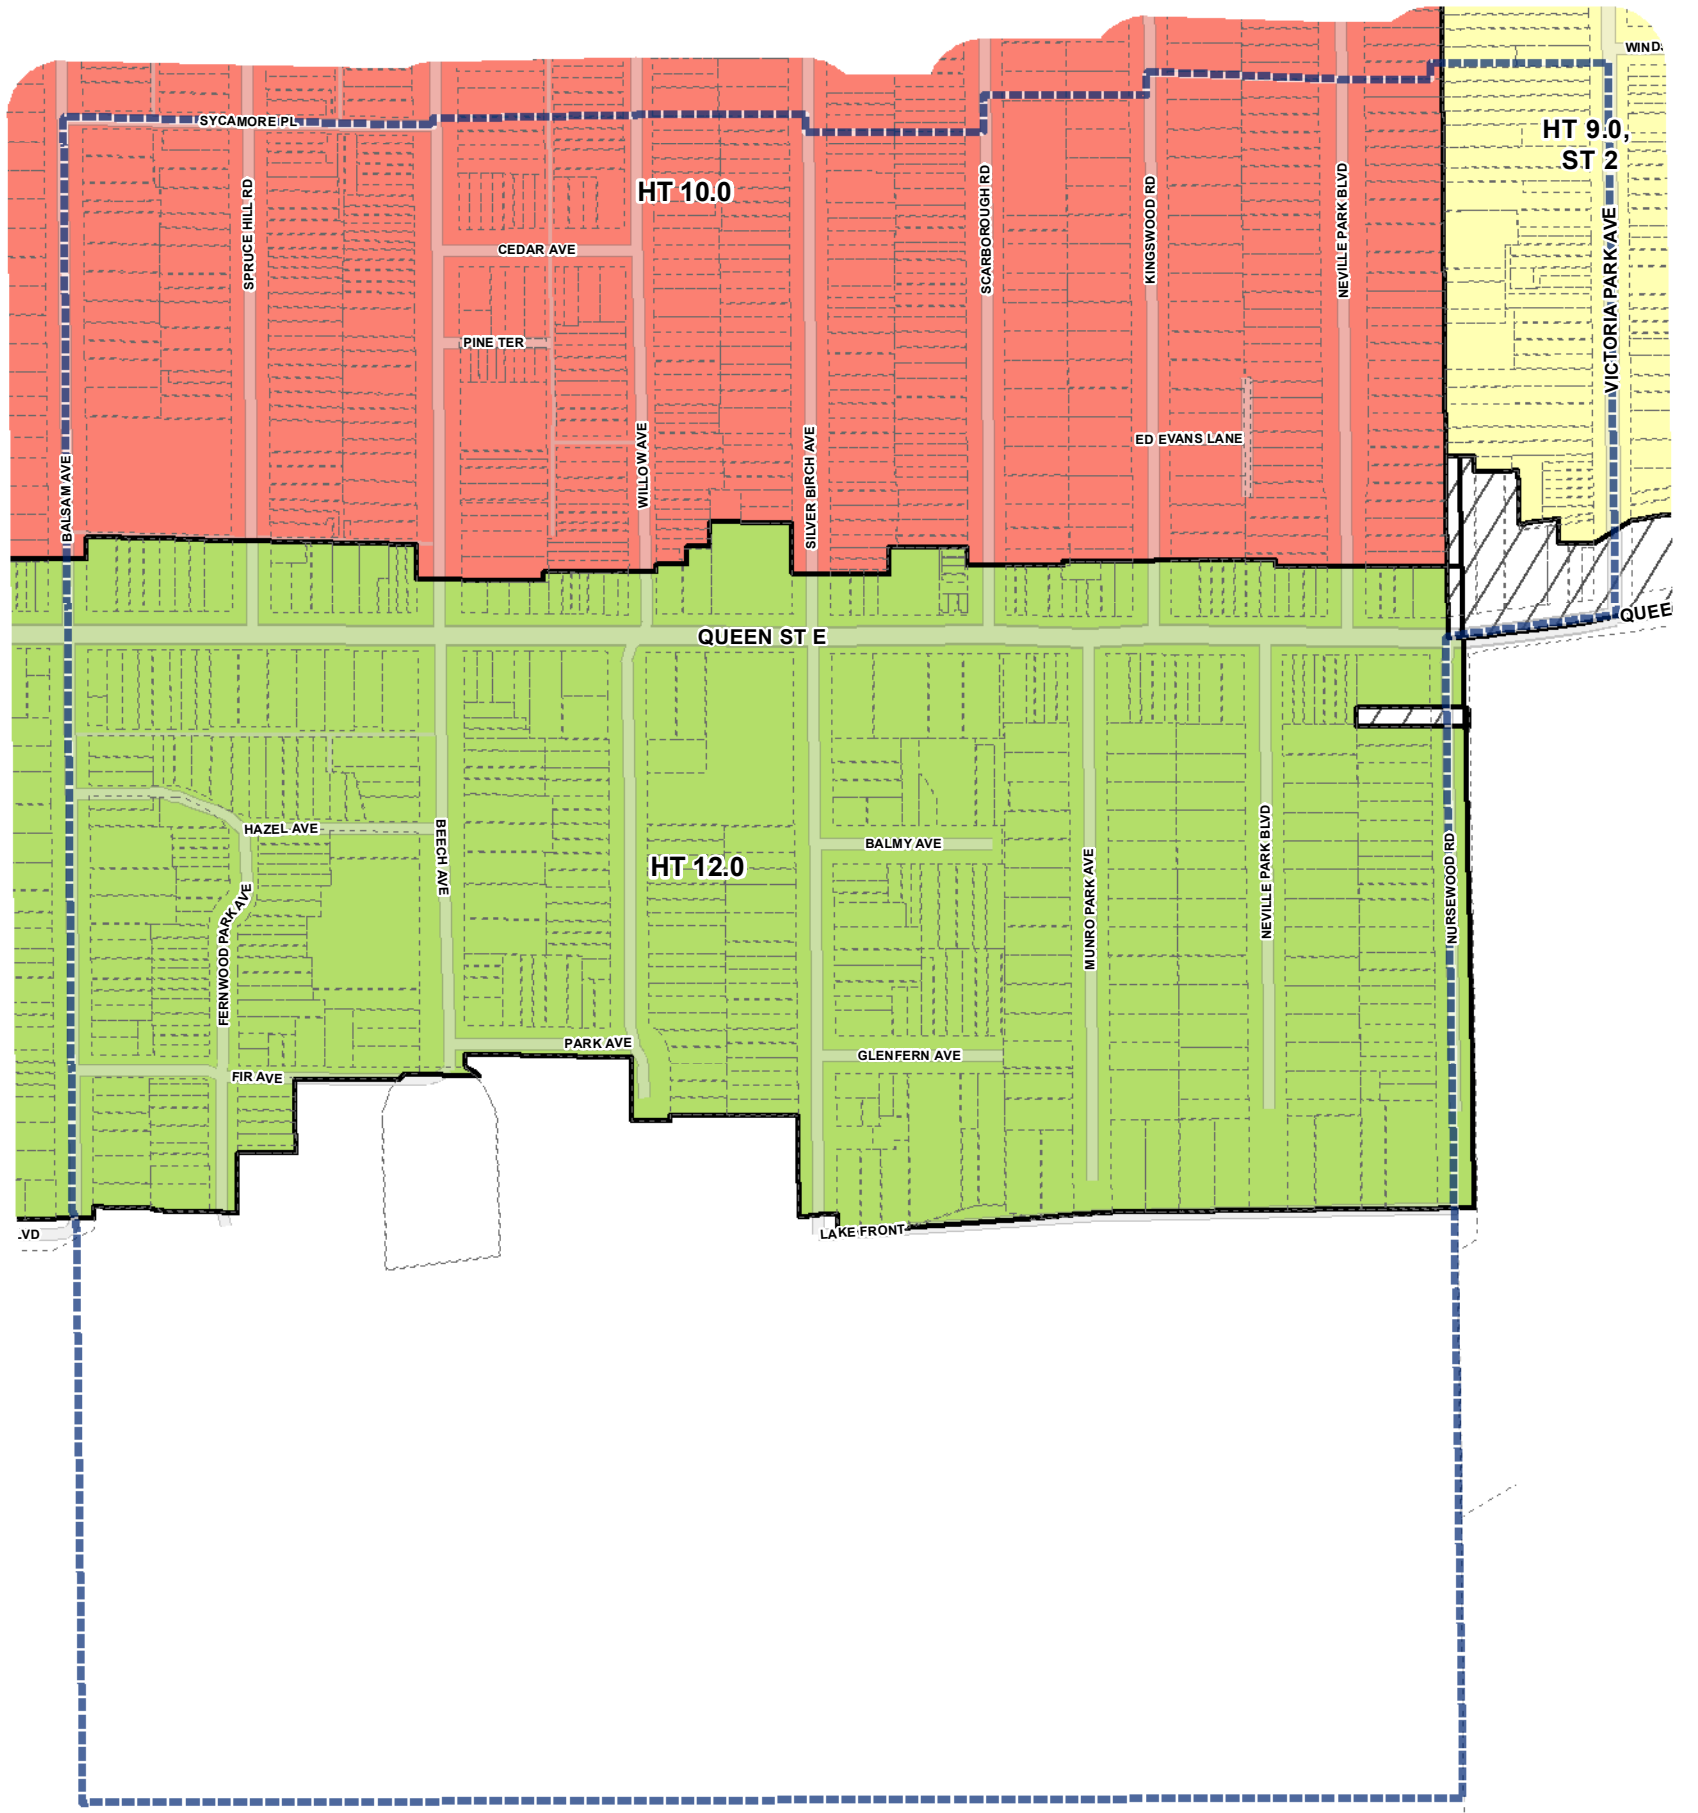 WIND
SYCAMORE PL
HT 9.0,
ST 2
HT 10.0
SPRUCE HILL RD
SCARBOROUGH RD
KINGSWOOD RD
NEVILLE PARK BLVD
VICTORIA PARK AVE
CEDAR AVE
PINE TER
BALSAM AVE
WILLOW AVE
SILVER BIRCH AVE
ED EVANS LANE
QUEE
QUEEN ST E
HAZEL AVE
BEECH AVE
BALMY AVE
HT 12.0
MUNRO PARK AVE
NEVILLE PARK BLVD
NURSEWOOD RD
FERNWOOD PARK AVE
PARK AVE
GLENFERN AVE
FIR AVE
LVD
LAKE FRONT